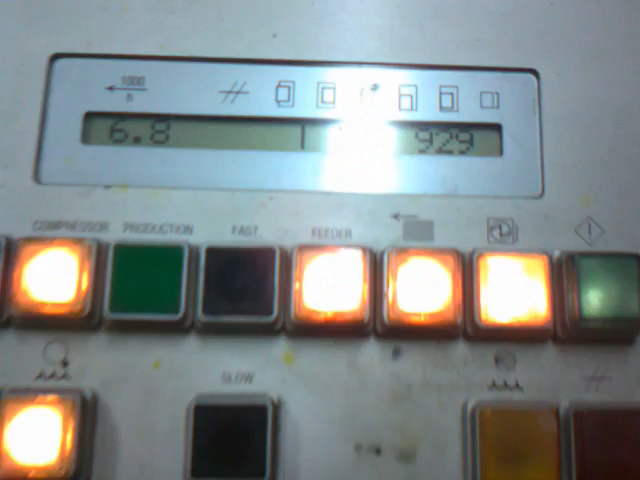 1000
h
6.8 929
COMPRESSOR PRODUCTION FAST FEEDER
SLOW